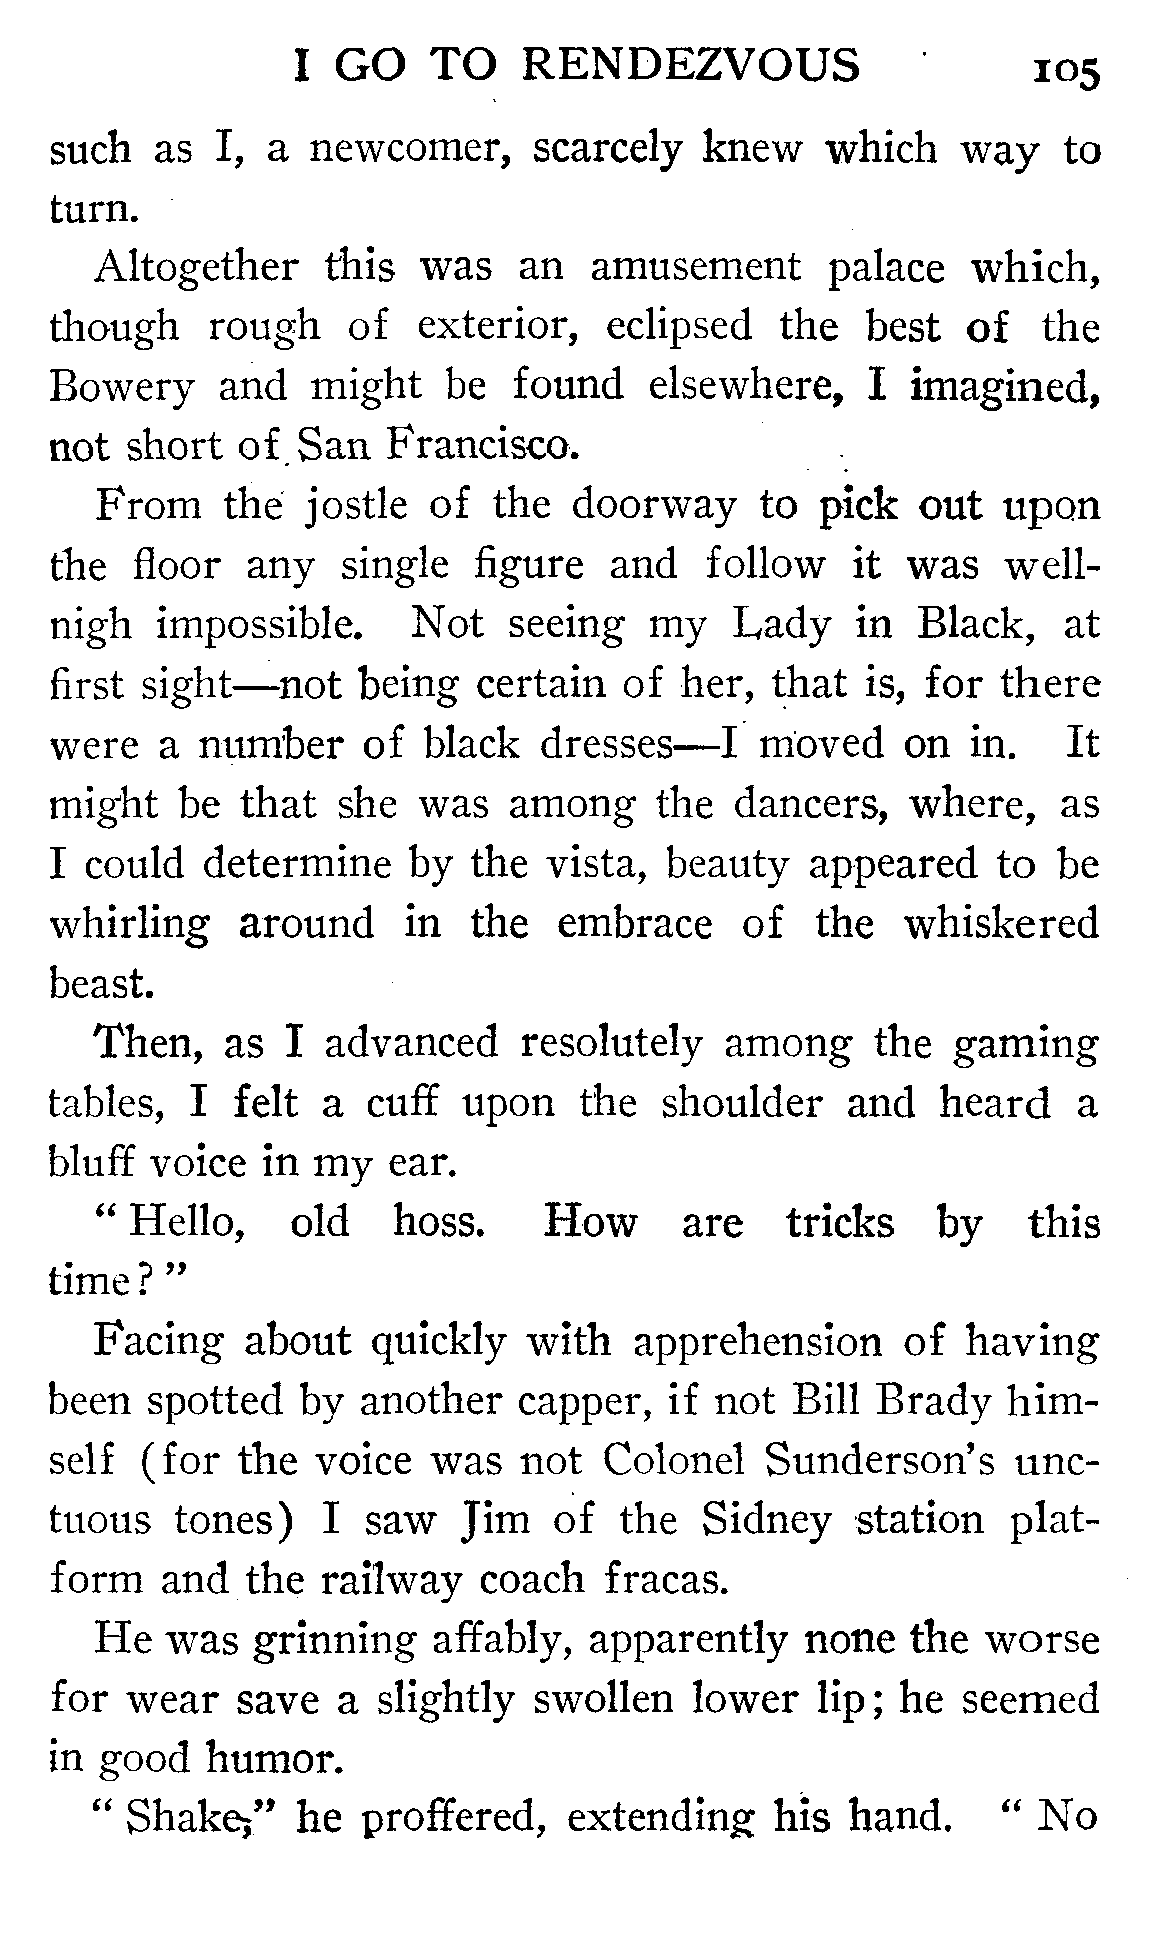 I GO TO RENDEZVOUS 105
such as I, a newcomer, scarcely knew which way to
turn.
Altogether this was an amusement palace which,
though rough of exterior, eclipsed the best of the
Bowery and might be found elsewhere, I imagined,
not short of San Francisco.
From the jostle of the doorway to pick out upon
the floor any single figure and follow it was well-
nigh impossible. Not seeing my Lady in Black, at
first sight—not being certain of her, that is, for there
were a number of black dresses—I moved on in. It
might be that she was among the dancers, where, as
I could determine by the vista, beauty appeared to be
whirling around in the embrace of the whiskered
beast.
Then, as I advanced resolutely among the gaming
tables, I felt a cuff upon the shoulder and heard a
bluff voice in my ear.
“ Hello, old hoss. How are tricks by this
time? ”
Facing about quickly with apprehension of having
been spotted by another capper, if not Bill Brady him-
self (for the voice was not Colonel Sunderson's unc-
tuous tones) I saw Jim of the Sidney station plat-
form and the railway coach fracas.
He was grinning affably, apparently none the worse
for wear save a slightly swollen lower lip; he seemed
in good humor.
“ Shake,” he proffered, extending his hand. “ No